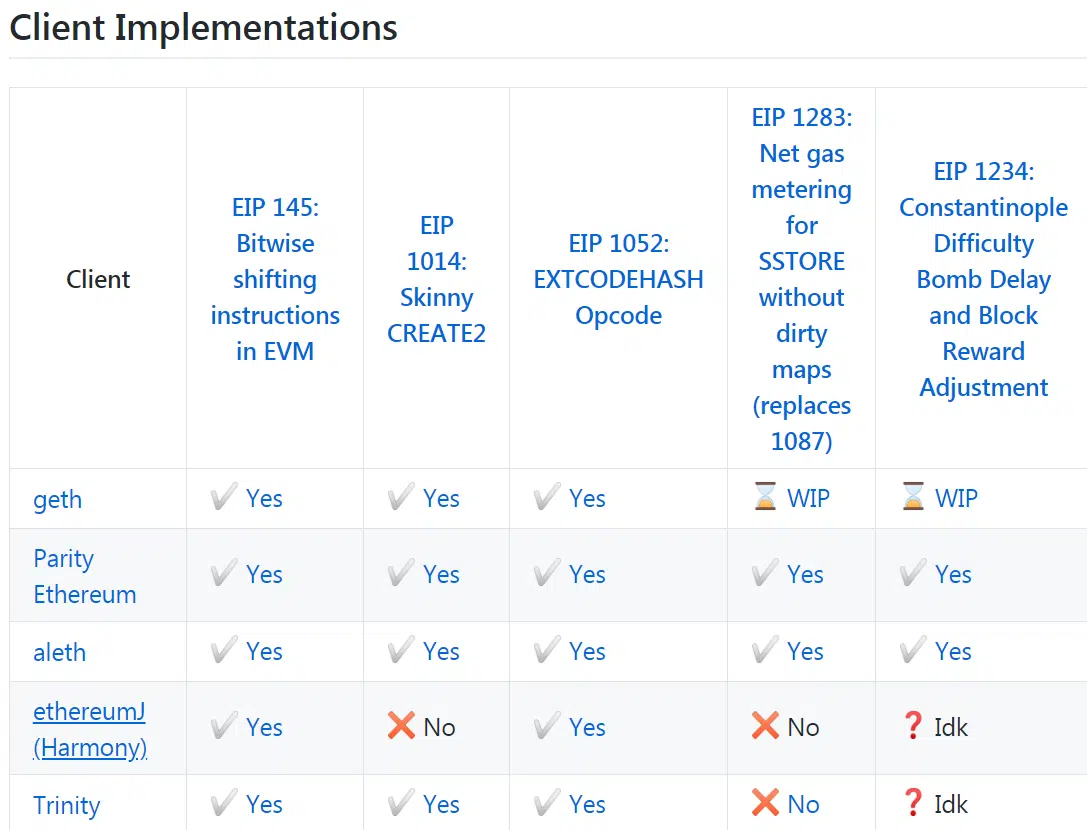 Client Implementations
Client
EIP 145:
Bitwise
shifting
instructions
in EVM
EIP
1014:
Skinny
CREATE2
EIP 1052:
EXTCODEHASH
Opcode
EIP 1283:
Net gas
metering
for
SSTORE
without
dirty
maps
(replaces
1087)
EIP 1234:
Constantinople
Difficulty
Bomb Delay
and Block
Reward
Adjustment
geth
Yes
Yes
Yes
WIP
WIP
Parity
Ethereum
Yes
Yes
Yes
Yes
Yes
aleth
Yes
Yes
Yes
Yes
Yes
ethereumJ
(Harmony)
Yes
No
Yes
No
Idk
Trinity
Yes
Yes
Yes
No
Idk